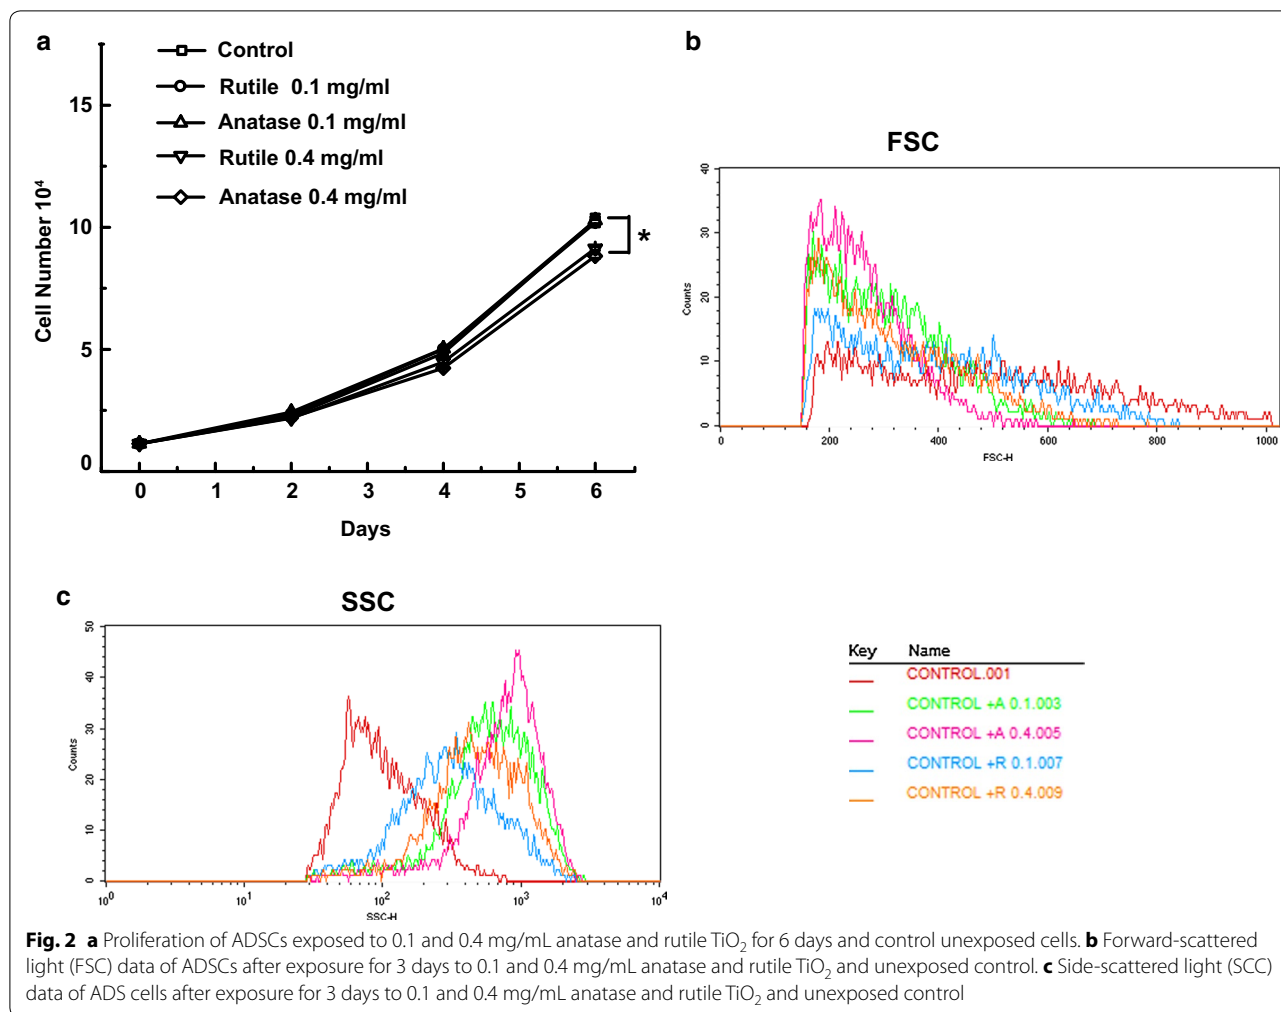 a
Control
Rutile 0.1 mg/ml
Anatase 0.1 mg/ml
Rutile 0.4 mg/ml
Anatase 0.4 mg/ml
15
10
5
0
Cell Number 10⁴
*
0 1 2 3 4 5 6
Days
b
FSC
40
30
20
10
0
Counts
0 200 400 600 800 1000
FSC-H
c
SSC
50
40
30
20
10
0
Counts
10⁰ 10¹ 10² 10³ 10⁴
SSC-H
Key Name
CONTROL.001
CONTROL +A 0.1.003
CONTROL +A 0.4.005
CONTROL +R 0.1.007
CONTROL +R 0.4.009
Fig. 2 a Proliferation of ADSCs exposed to 0.1 and 0.4 mg/mL anatase and rutile TiO₂ for 6 days and control unexposed cells. b Forward-scattered
light (FSC) data of ADSCs after exposure for 3 days to 0.1 and 0.4 mg/mL anatase and rutile TiO₂ and unexposed control. c Side-scattered light (SCC)
data of ADS cells after exposure for 3 days to 0.1 and 0.4 mg/mL anatase and rutile TiO₂ and unexposed control